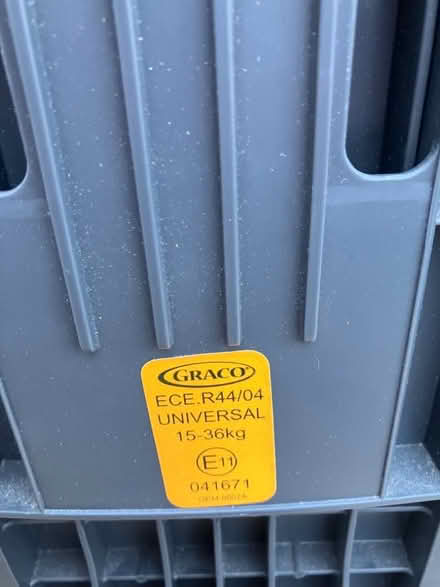 GRACO
ECE.R44/04
UNIVERSAL
15-36kg
E11
041671